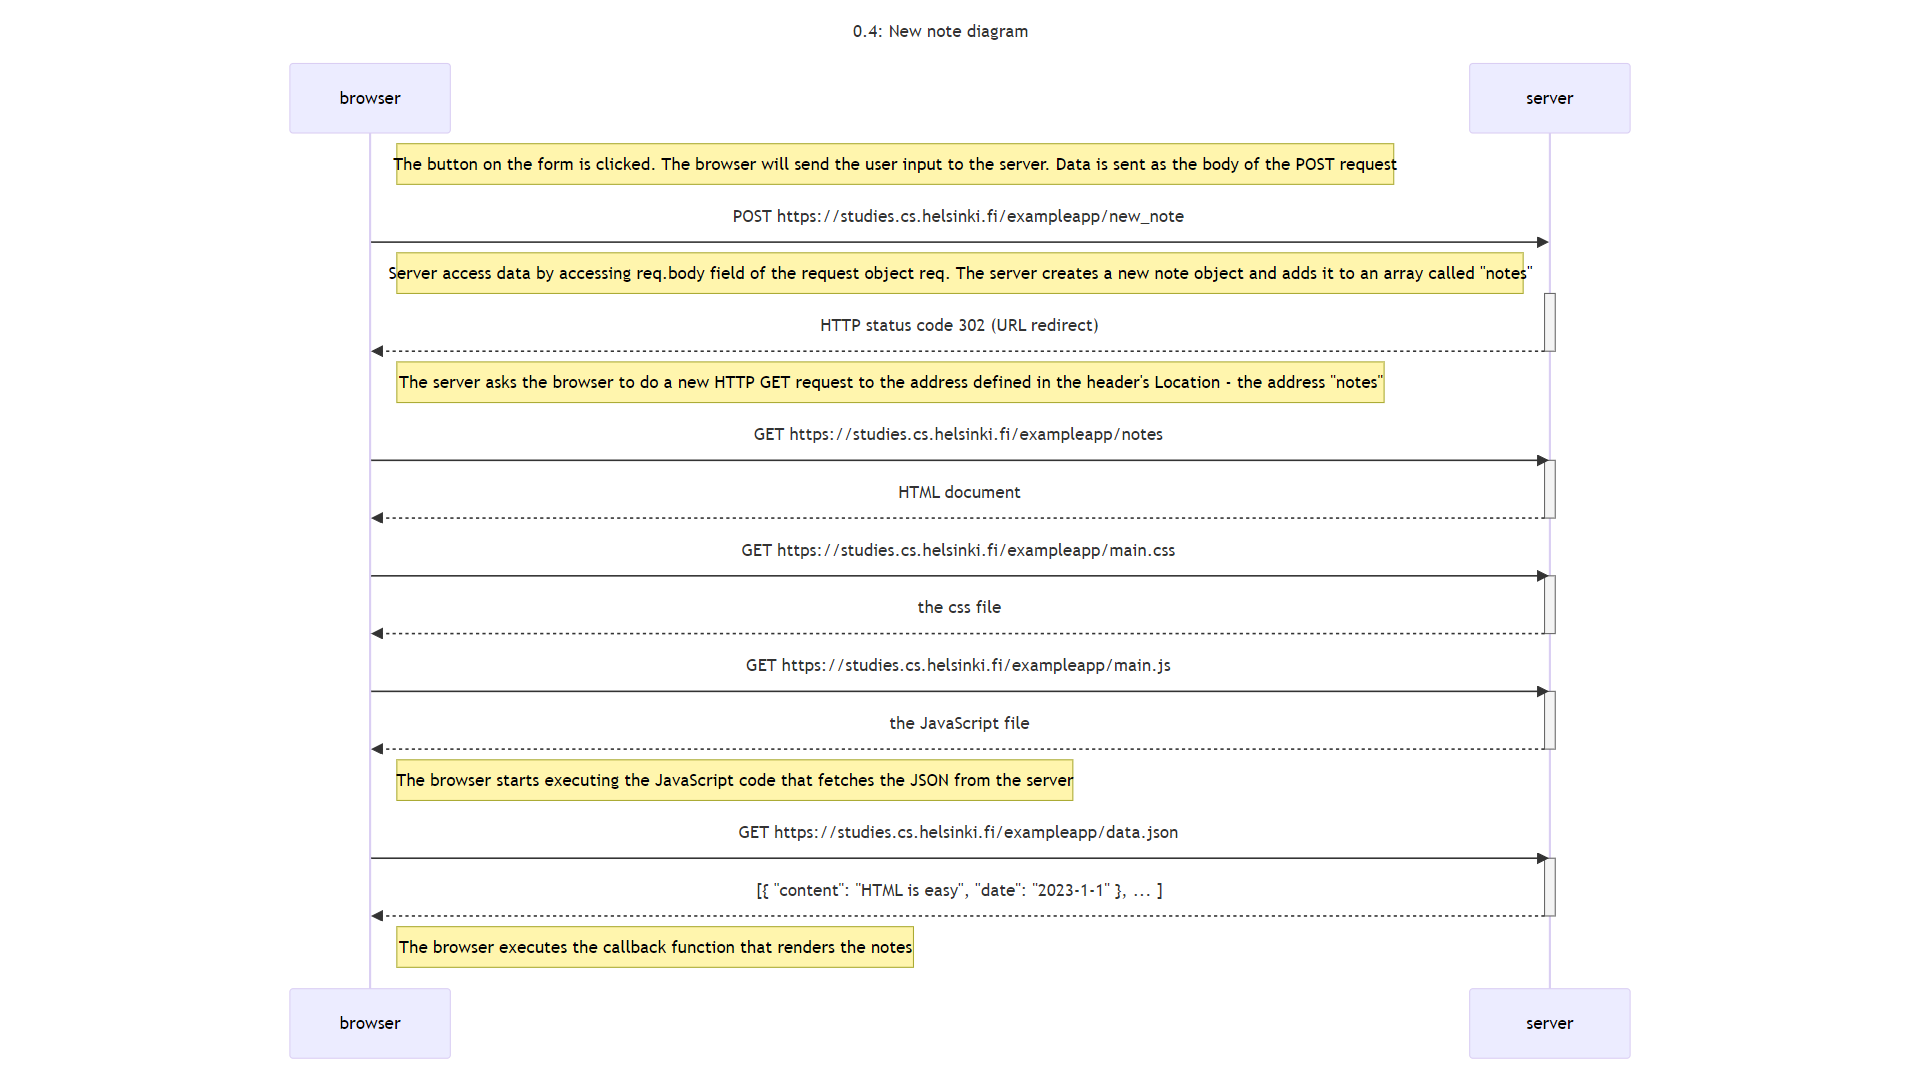 0.4: New note diagram
browser
server
The button on the form is clicked. The browser will send the user input to the server. Data is sent as the body of the POST request
POST https://studies.cs.helsinki.fi/exampleapp/new_note
Server access data by accessing req.body field of the request object req. The server creates a new note object and adds it to an array called "notes"
HTTP status code 302 (URL redirect)
The server asks the browser to do a new HTTP GET request to the address defined in the header's Location - the address "notes"
GET https://studies.cs.helsinki.fi/exampleapp/notes
HTML document
GET https://studies.cs.helsinki.fi/exampleapp/main.css
the css file
GET https://studies.cs.helsinki.fi/exampleapp/main.js
the JavaScript file
The browser starts executing the JavaScript code that fetches the JSON from the server
GET https://studies.cs.helsinki.fi/exampleapp/data.json
[{ "content": "HTML is easy", "date": "2023-1-1" }, ... ]
The browser executes the callback function that renders the notes
browser
server